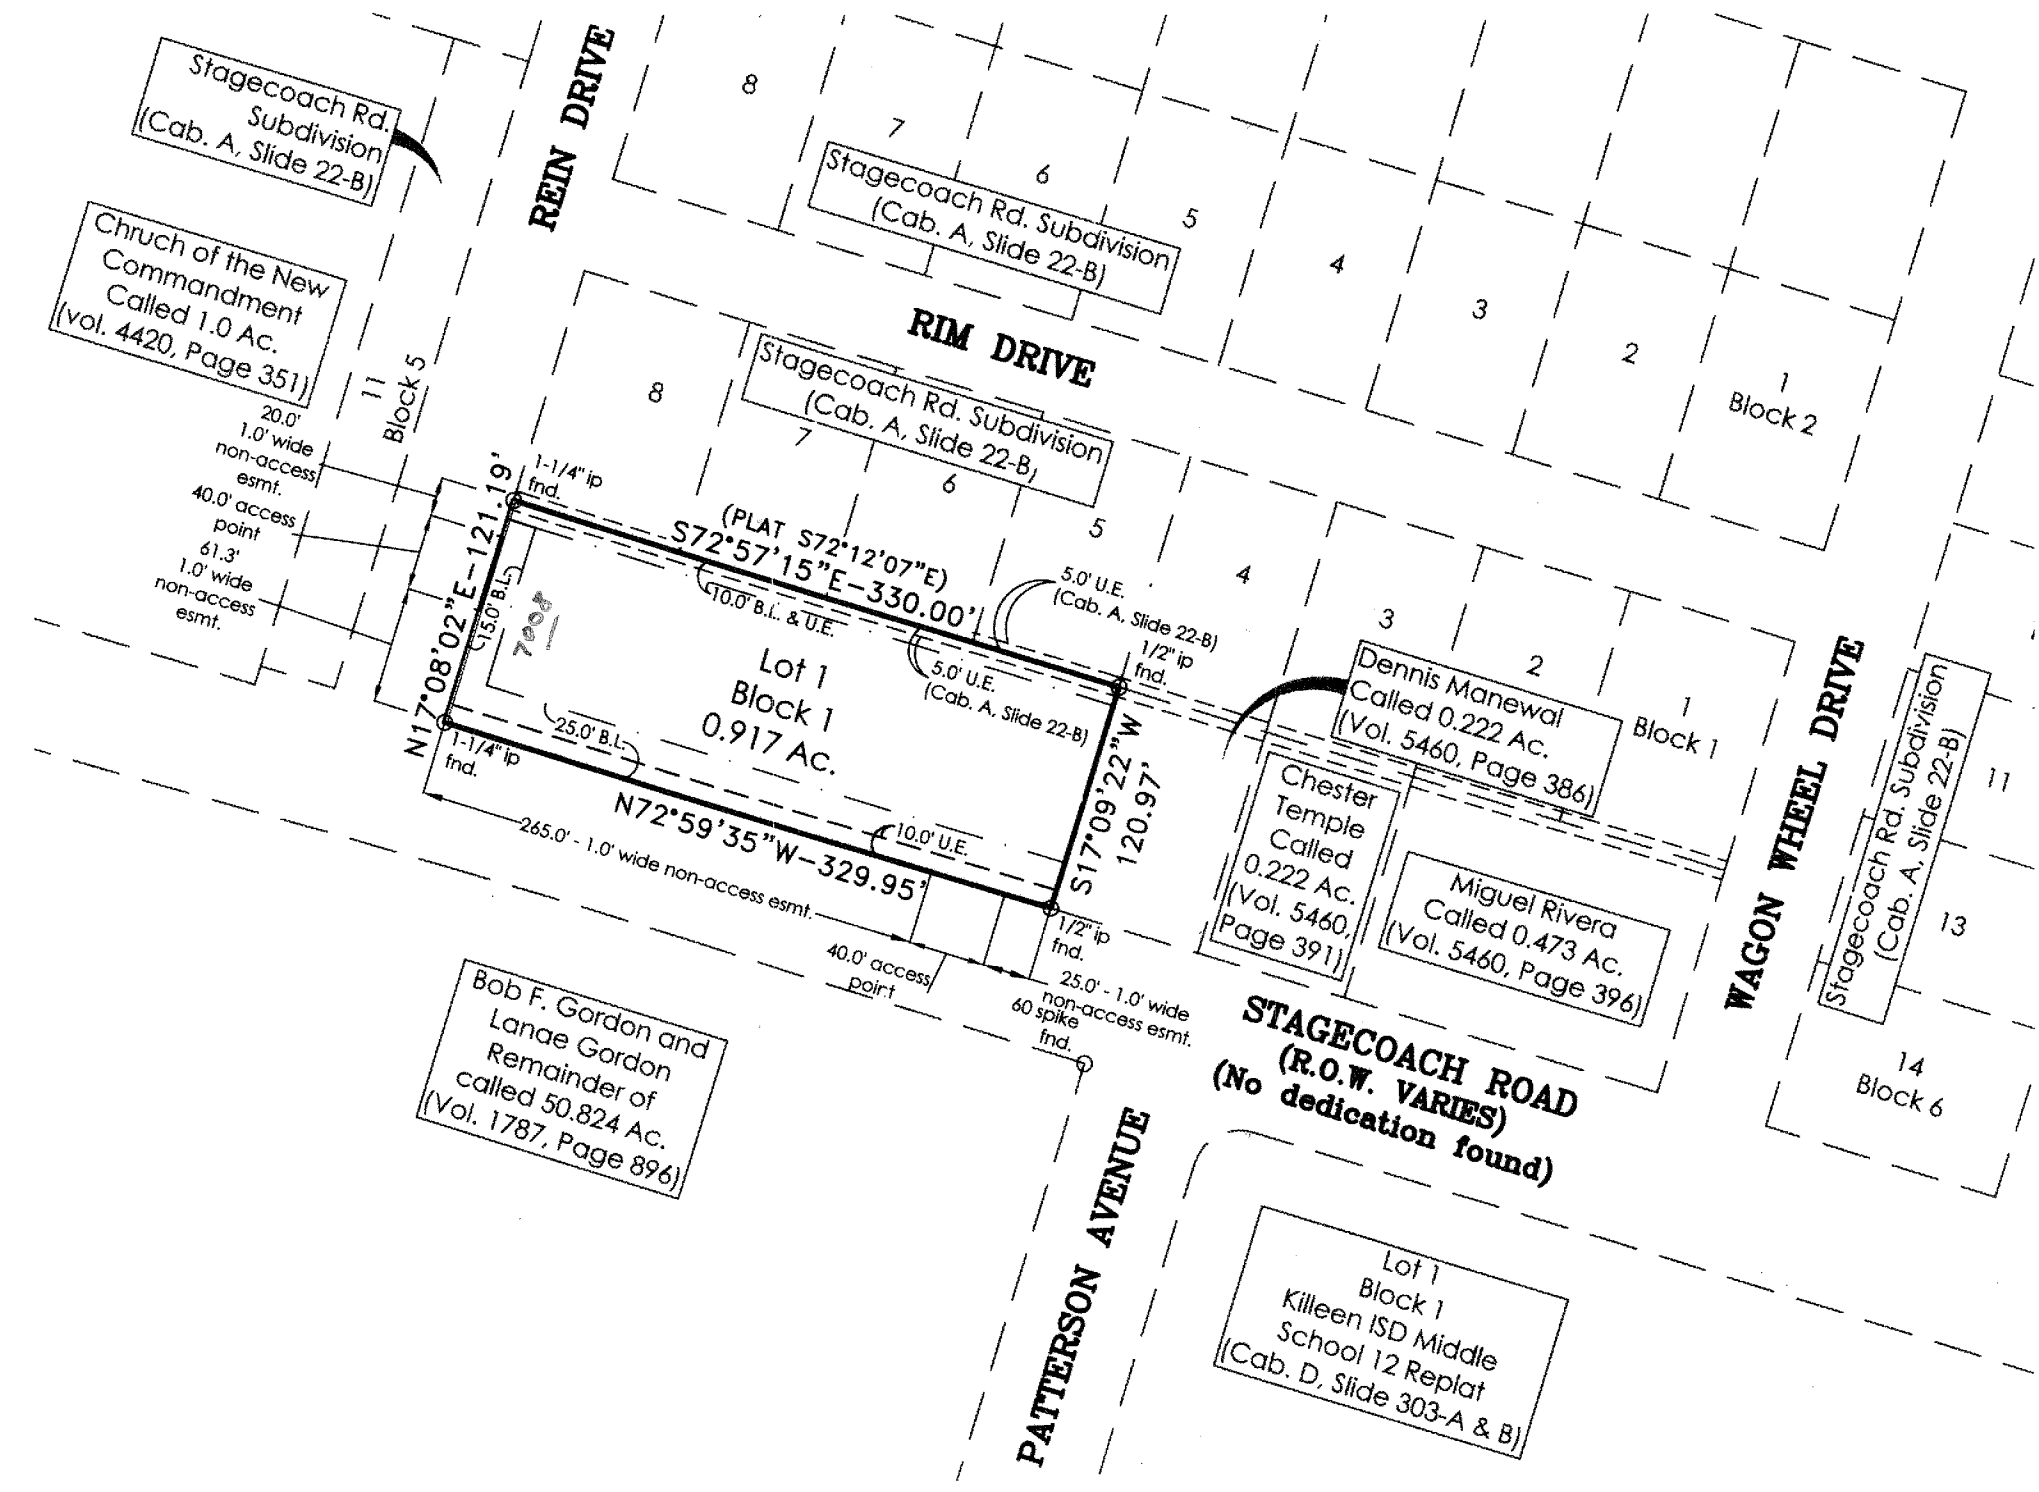 Stagecoach Rd.
Subdivision
(Cab. A, Slide 22-B)
REIN DRIVE
8
7
6
5
4
3
2
1
Block 2
Stagecoach Rd. Subdivision
(Cab. A, Slide 22-B)
Chruch of the New
Commandment
Called 1.0 Ac.
(vol. 4420, Page 351)
11
Block 5
RIM DRIVE
8
7
6
5
4
3
2
1
Block 1
Stagecoach Rd. Subdivision
(Cab. A, Slide 22-B)
20.0'
1.0' wide
non-access
esmt.
40.0' access
point
61.3'
1.0' wide
non-access
esmt.
N17°08'02"E-121.19'
1-1/4" ip
fnd.
(PLAT S72°12'07"E)
S72°57'15"E-330.00'
15.0' B.L.
7008
10.0' B.L. & U.E.
5.0' U.E.
(Cab. A, Slide 22-B)
1/2" ip
fnd.
5.0' U.E.
(Cab. A, Slide 22-B)
Lot 1
Block 1
0.917 Ac.
25.0' B.L.
1-1/4" ip
fnd.
N72°59'35"W-329.95'
10.0' U.E.
S17°09'22"W
120.97'
265.0' - 1.0' wide non-access esmt.
40.0' access
point
1/2" ip
fnd.
25.0' - 1.0' wide
non-access esmt.
60 spike
fnd.
Dennis Manewal
Called 0.222 Ac.
(Vol. 5460, Page 386)
Chester
Temple
Called
0.222 Ac.
(Vol. 5460,
Page 391)
Miguel Rivera
Called 0.473 Ac.
(Vol. 5460, Page 396)
WAGON WHEEL DRIVE
Stagecoach Rd. Subdivision
(Cab. A, Slide 22-B)
11
13
14
Block 6
STAGECOACH ROAD
(R.O.W. VARIES)
(No dedication found)
Bob F. Gordon and
Lanae Gordon
Remainder of
called 50.824 Ac.
(Vol. 1787, Page 896)
PATTERSON AVENUE
Lot 1
Block 1
Killeen ISD Middle
School 12 Replat
(Cab. D, Slide 303-A & B)